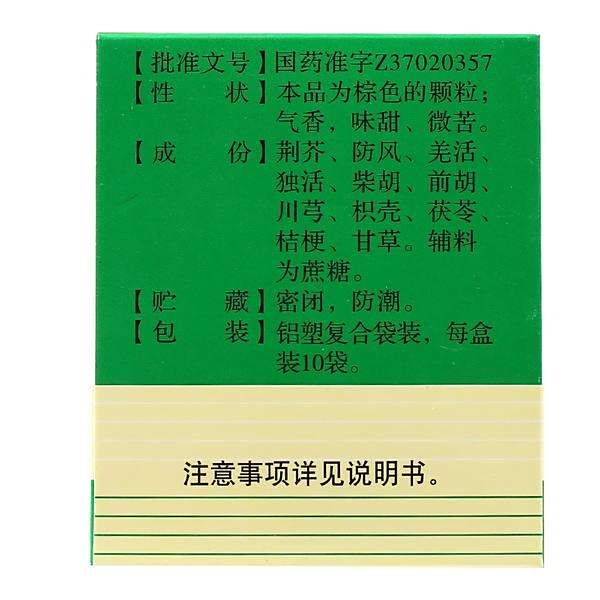 【批准文号】国药准字Z37020357
【性 状】本品为棕色的颗粒；
气香，味甜、微苦。
【成 份】荆芥、防风、羌活、
独活、柴胡、前胡、
川芎、枳壳、茯苓、
桔梗、甘草。辅料
为蔗糖。
【贮 藏】密闭，防潮。
【包 装】铝塑复合袋装，每盒
装10袋。
注意事项详见说明书。